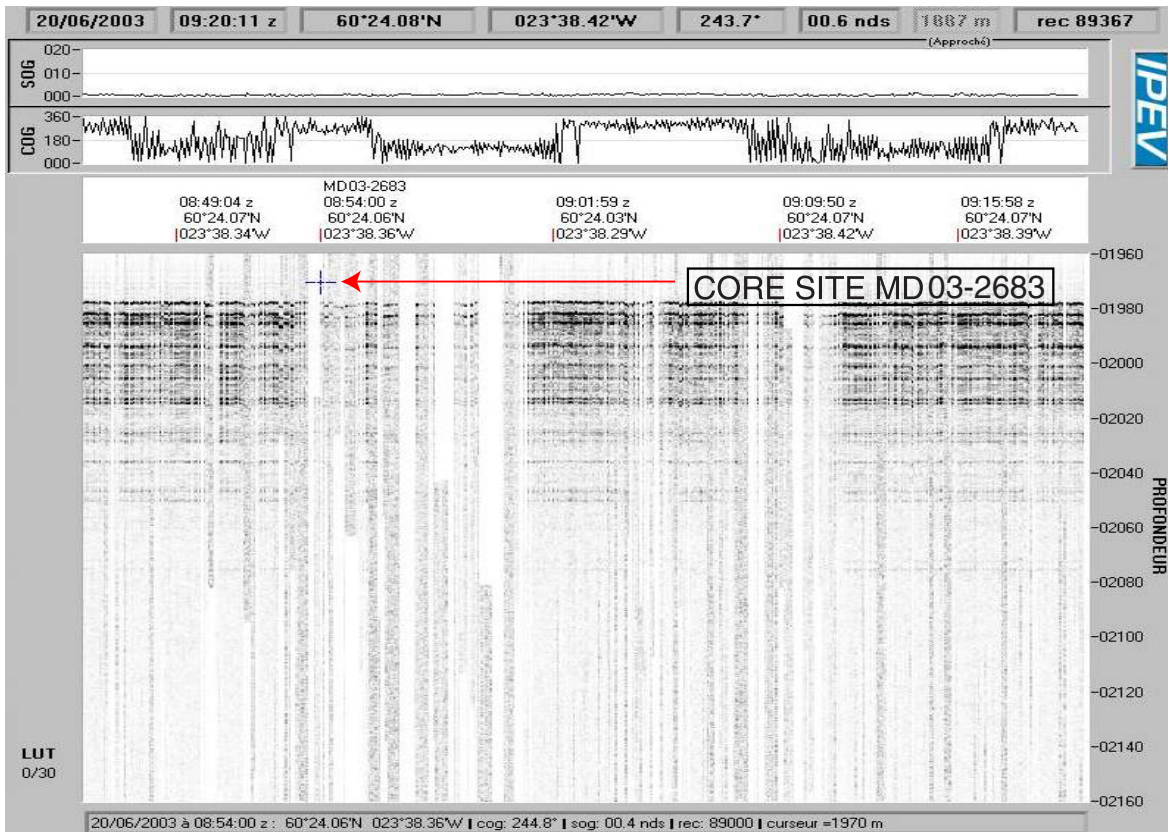 20/06/2003 09:20:11 z 60°24.08'N 023°38.42'W 243.7° 00.6 nds 1887 m rec 89367
(Approché)
SOG
020-
010-
000-
COG
360-
180-
000-
IPEV
MD03-2683
08:49:04 z 08:54:00 z 09:01:59 z 09:09:50 z 09:15:58 z
60°24.07'N 60°24.06'N 60°24.03'N 60°24.07'N 60°24.07'N
023°38.34'W 023°38.36'W 023°38.29'W 023°38.42'W 023°38.39'W
CORE SITE MD03-2683
-01960
-01980
-02000
-02020
-02040
-02060
-02080
-02100
-02120
-02140
-02160
PROFONDEUR
LUT
0/30
20/06/2003 à 08:54:00 z : 60°24.06'N 023°38.36'W | cog: 244.8° | sog: 00.4 nds | rec: 89000 | curseur =1970 m